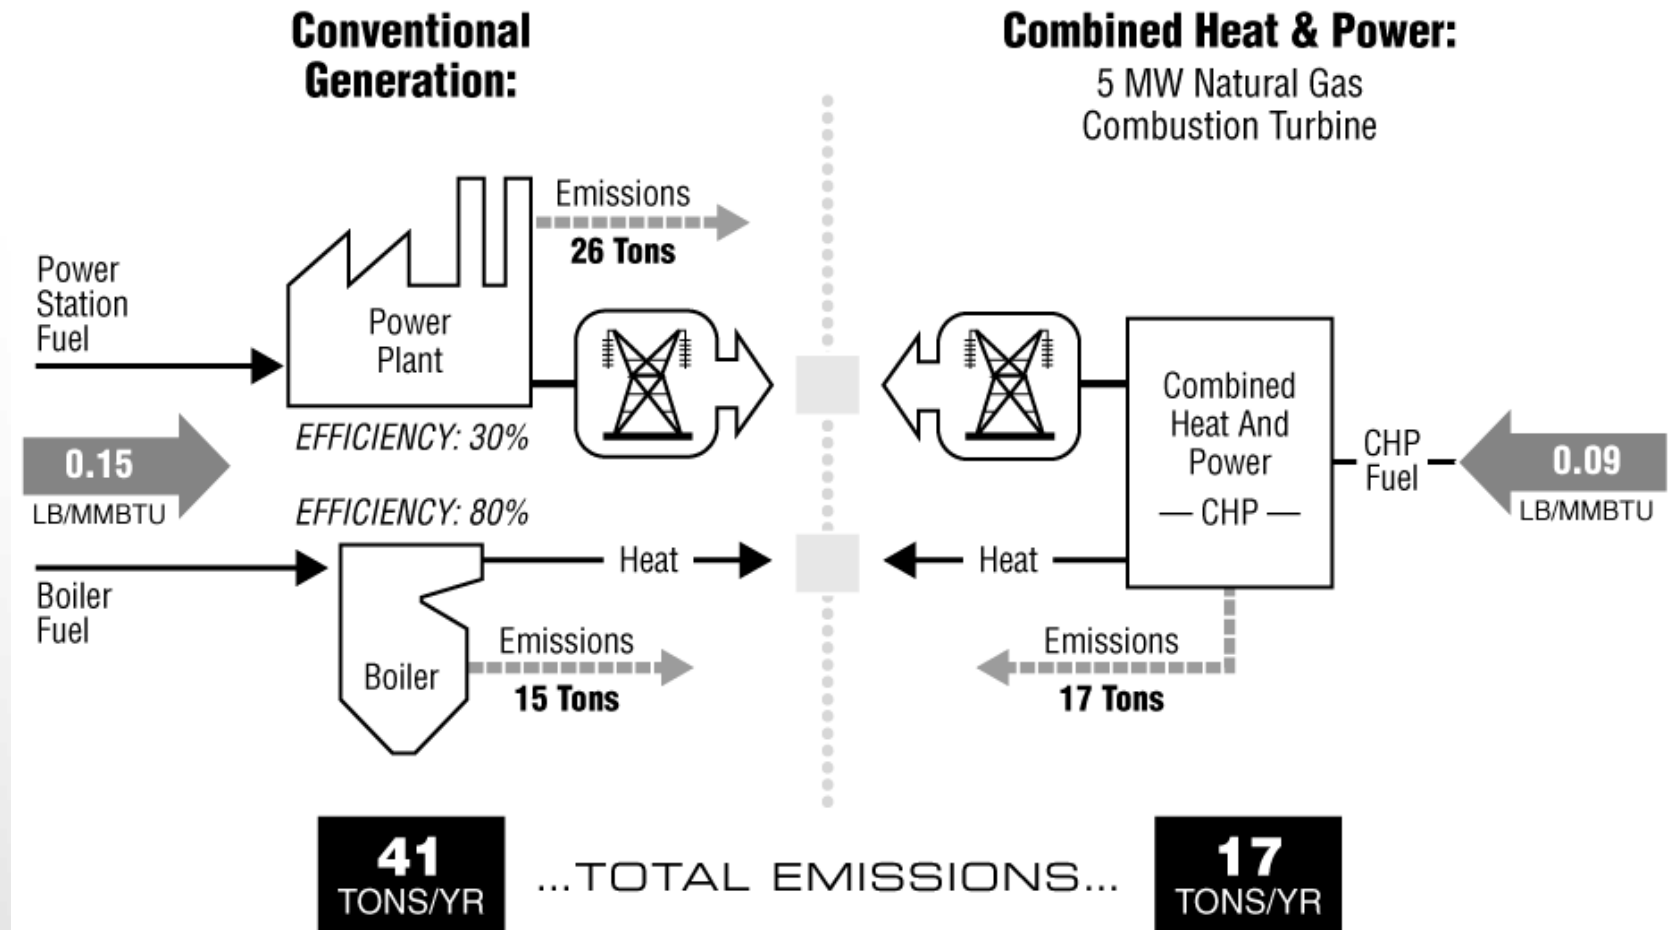 Conventional
Generation:
Combined Heat & Power:
5 MW Natural Gas
Combustion Turbine
Emissions
26 Tons
Power
Station
Fuel
Power
Plant
EFFICIENCY: 30%
0.15
LB/MMBTU
EFFICIENCY: 80%
Heat
Boiler
Fuel
Boiler
Emissions
15 Tons
Combined
Heat And
Power
— CHP —
CHP
Fuel
0.09
LB/MMBTU
Heat
Emissions
17 Tons
41
TONS/YR
...TOTAL EMISSIONS...
17
TONS/YR